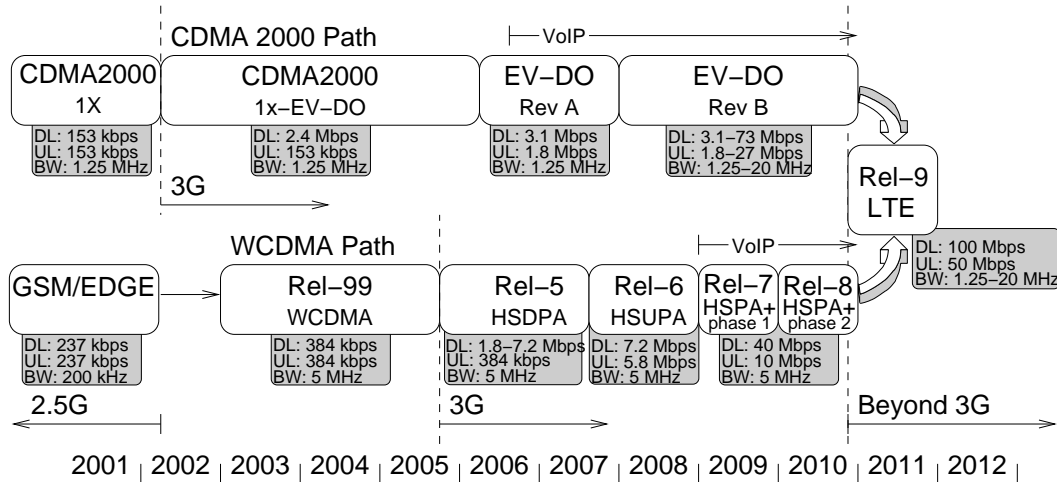 CDMA 2000 Path
VoIP
CDMA2000
1X
CDMA2000
1x−EV−DO
EV−DO
Rev A
EV−DO
Rev B
DL: 153 kbps
UL: 153 kbps
BW: 1.25 MHz
DL: 2.4 Mbps
UL: 153 kbps
BW: 1.25 MHz
DL: 3.1 Mbps
UL: 1.8 Mbps
BW: 1.25 MHz
DL: 3.1−73 Mbps
UL: 1.8−27 Mbps
BW: 1.25−20 MHz
3G
Rel−9
LTE
DL: 100 Mbps
UL: 50 Mbps
BW: 1.25−20 MHz
WCDMA Path
VoIP
GSM/EDGE
Rel−99
WCDMA
Rel−5
HSDPA
Rel−6
HSUPA
Rel−7
HSPA+
phase 1
Rel−8
HSPA+
phase 2
DL: 237 kbps
UL: 237 kbps
BW: 200 kHz
DL: 384 kbps
UL: 384 kbps
BW: 5 MHz
DL: 1.8−7.2 Mbps
UL: 384 kbps
BW: 5 MHz
DL: 7.2 Mbps
UL: 5.8 Mbps
BW: 5 MHz
DL: 40 Mbps
UL: 10 Mbps
BW: 5 MHz
2.5G
3G
Beyond 3G
2001 2002 2003 2004 2005 2006 2007 2008 2009 2010 2011 2012